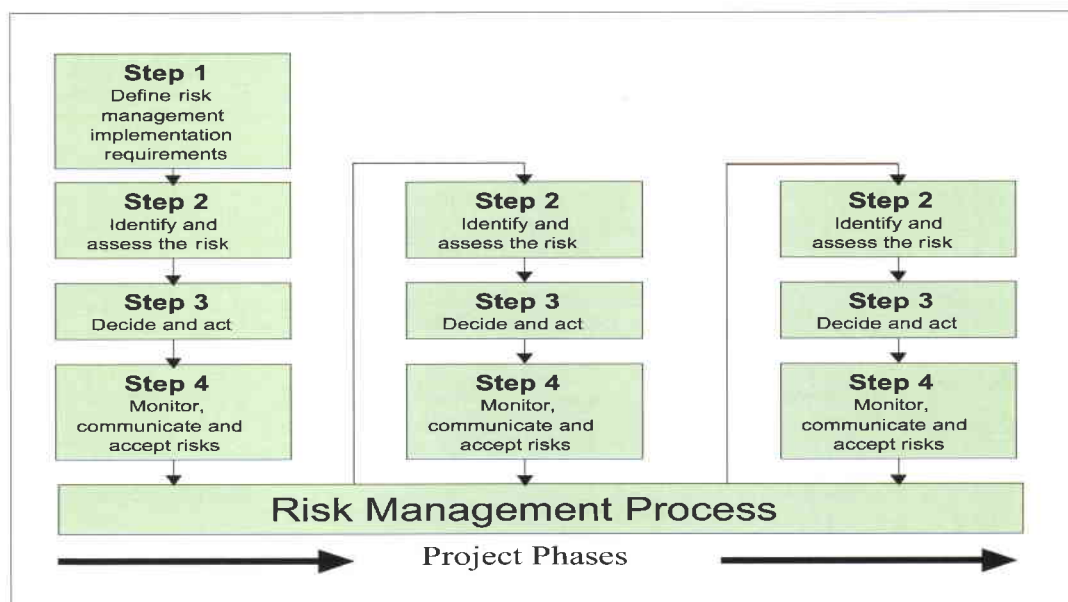 Step 1
Define risk
management
implementation
requirements
Step 2
Identify and
assess the risk
Step 3
Decide and act
Step 4
Monitor,
communicate and
accept risks
Step 2
Identify and
assess the risk
Step 3
Decide and act
Step 4
Monitor,
communicate and
accept risks
Step 2
Identify and
assess the risk
Step 3
Decide and act
Step 4
Monitor,
communicate and
accept risks
Risk Management Process
Project Phases